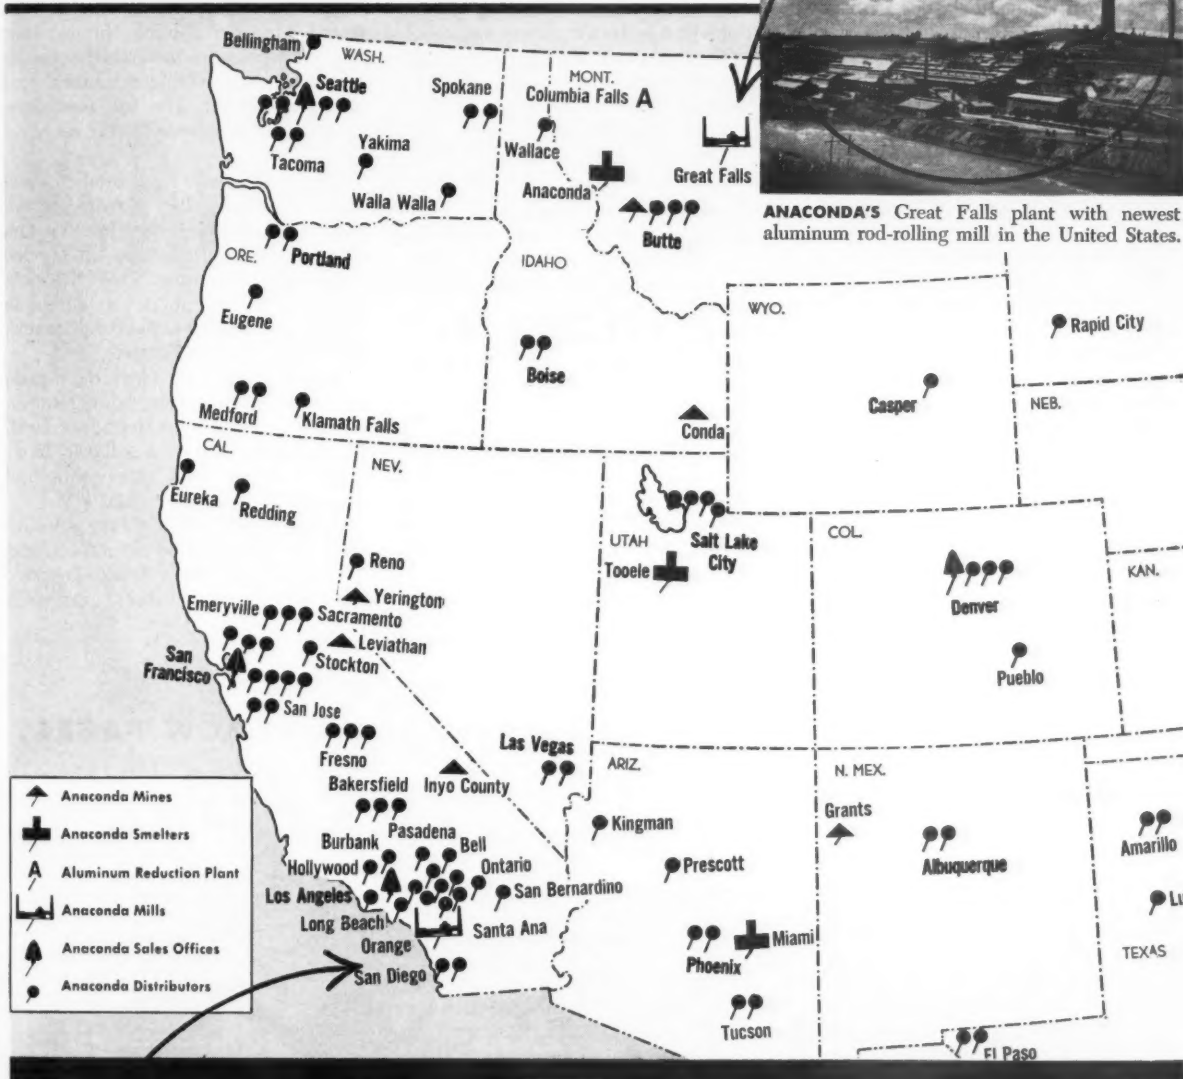 Bellingham
WASH.
Seattle
Spokane
MONT.
Columbia Falls A
Tacoma
Yakima
Wallace
Great Falls
Walla Walla
Anaconda
Butte
ANACONDA'S Great Falls plant with newest
aluminum rod-rolling mill in the United States.
Portland
ORE.
IDAHO
Eugene
WYO.
Rapid City
Boise
Casper
NEB.
Medford
Klamath Falls
Conda
CAL.
NEV.
Eureka
Redding
UTAH
Salt Lake
City
COL.
Reno
Tooele
KAN.
Yerington
Denver
Emeryville
Sacramento
Leviathan
San
Francisco
Stockton
Pueblo
San Jose
Fresno
Las Vegas
ARIZ.
N. MEX.
Bakersfield
Inyo County
Grants
Kingman
Pasadena
Burbank
Bell
Amarillo
Hollywood
Ontario
Prescott
Albuquerque
Los Angeles
San Bernardino
Long Beach
Santa Ana
Orange
Miami
Phoenix
TEXAS
San Diego
Tucson
El Paso
Anaconda Mines
Anaconda Smelters
A Aluminum Reduction Plant
Anaconda Mills
Anaconda Sales Offices
Anaconda Distributors